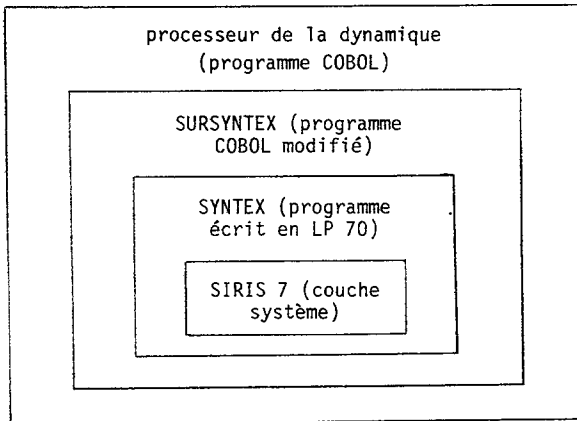 processeur de la dynamique
(programme COBOL)
SURSYNTEX (programme
COBOL modifié)
SYNTEX (programme
écrit en LP 70)
SIRIS 7 (couche
système)